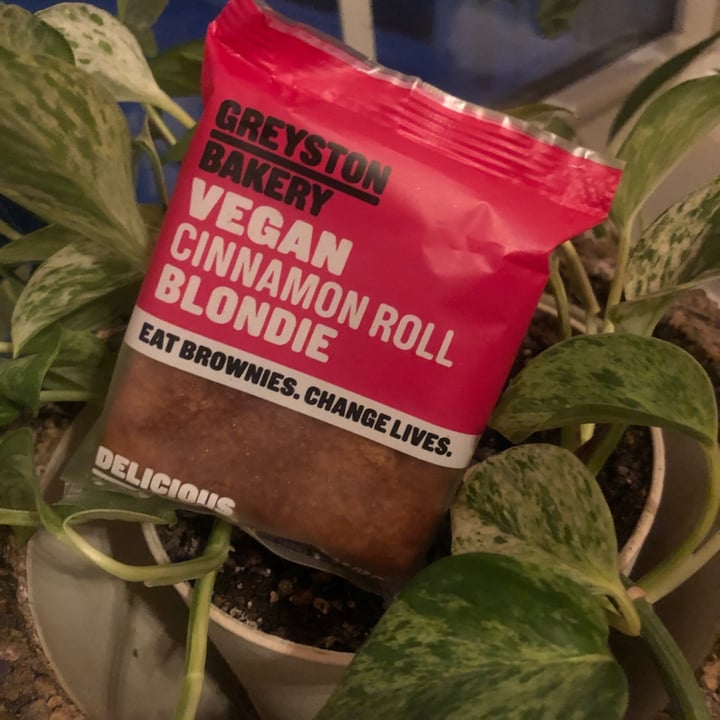 GREYSTON
BAKERY
VEGAN
CINNAMON ROLL
BLONDIE
EAT BROWNIES. CHANGE LIVES.
DELICIOUS